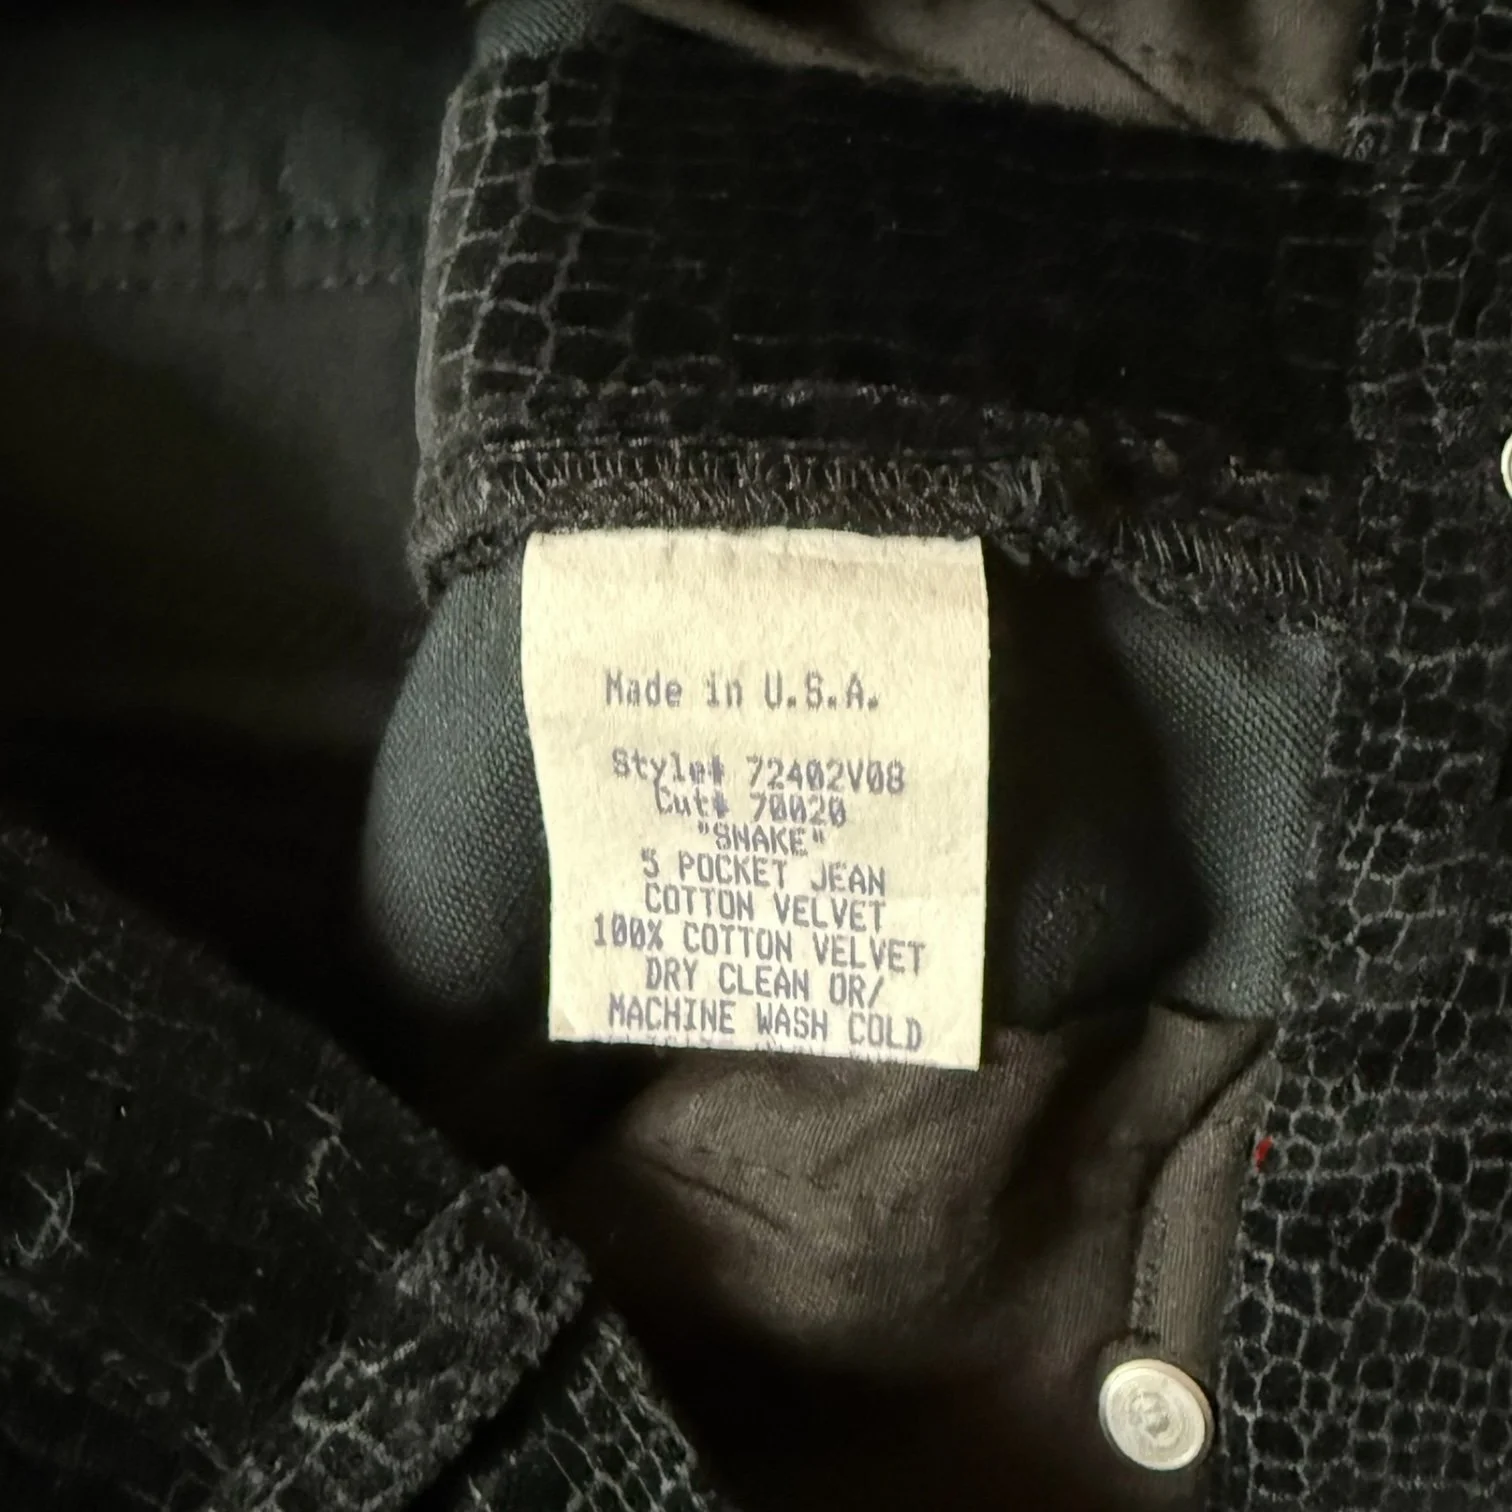 Made in U.S.A.
Style# 72402V08
Cut# 70020
"SNAKE"
5 POCKET JEAN
COTTON VELVET
100% COTTON VELVET
DRY CLEAN OR/
MACHINE WASH COLD